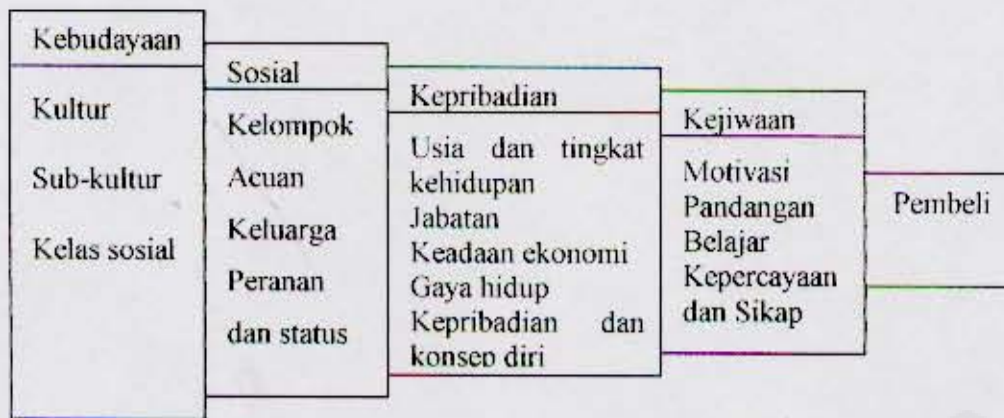 Kebudayaan
Kultur
Sub-kultur
Kelas sosial
Sosial
Kelompok
Acuan
Keluarga
Peranan
dan status
Kepribadian
Usia dan tingkat
kehidupan
Jabatan
Keadaan ekonomi
Gaya hidup
Kepribadian dan
konsep diri
Kejiwaan
Motivasi
Pandangan
Belajar
Kepercayaan
dan Sikap
Pembeli